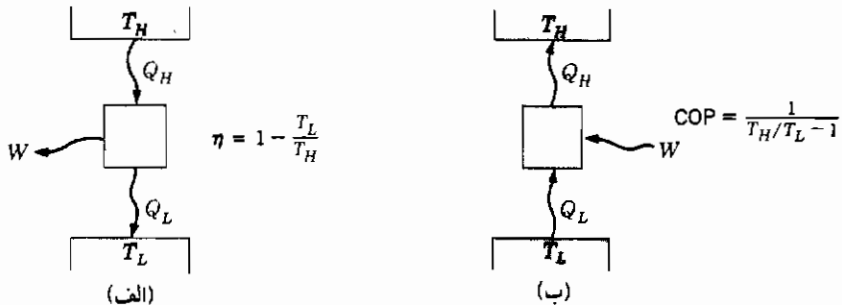 T_H
Q_H
W
η = 1 − T_L/T_H
Q_L
T_L
(الف)
T_H
Q_H
COP = 1/(T_H/T_L − 1)
W
Q_L
T_L
(ب)